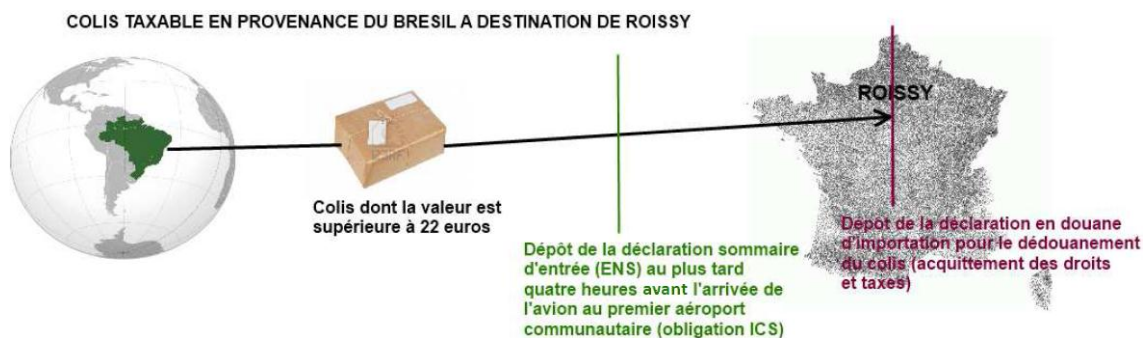 COLIS TAXABLE EN PROVENANCE DU BRESIL A DESTINATION DE ROISSY
ROISSY
Colis dont la valeur est
supérieure à 22 euros
Dépôt de la déclaration sommaire
d'entrée (ENS) au plus tard
quatre heures avant l'arrivée de
l'avion au premier aéroport
communautaire (obligation ICS)
Dépôt de la déclaration en douane
d'importation pour le dédouanement
du colis (acquittement des droits
et taxes)